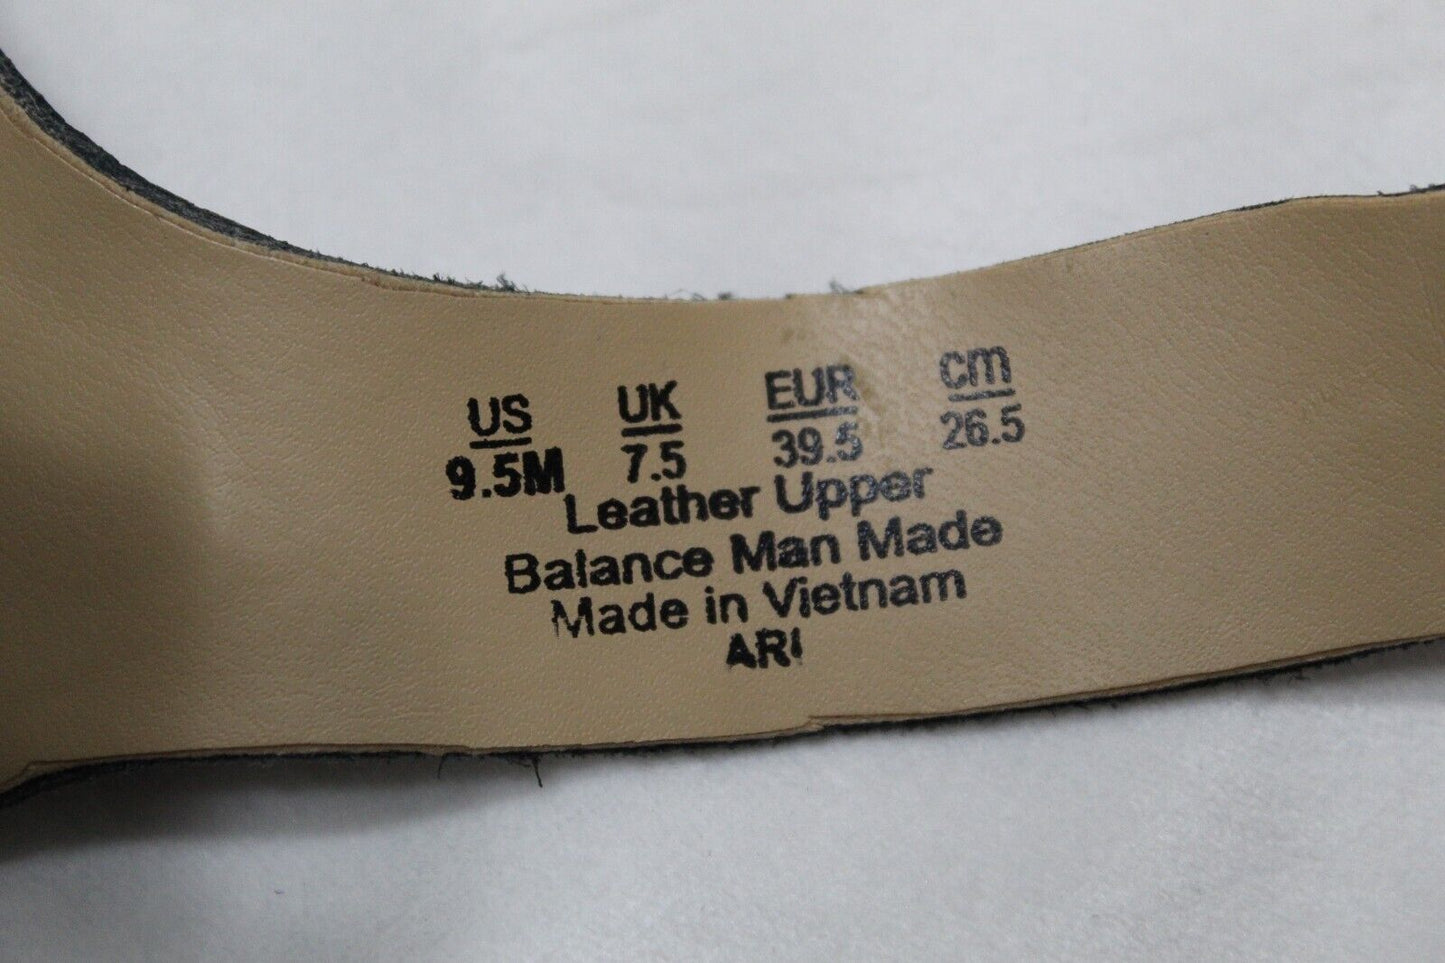 US UK EUR cm
9.5M 7.5 39.5 26.5
Leather Upper
Balance Man Made
Made in Vietnam
ARI